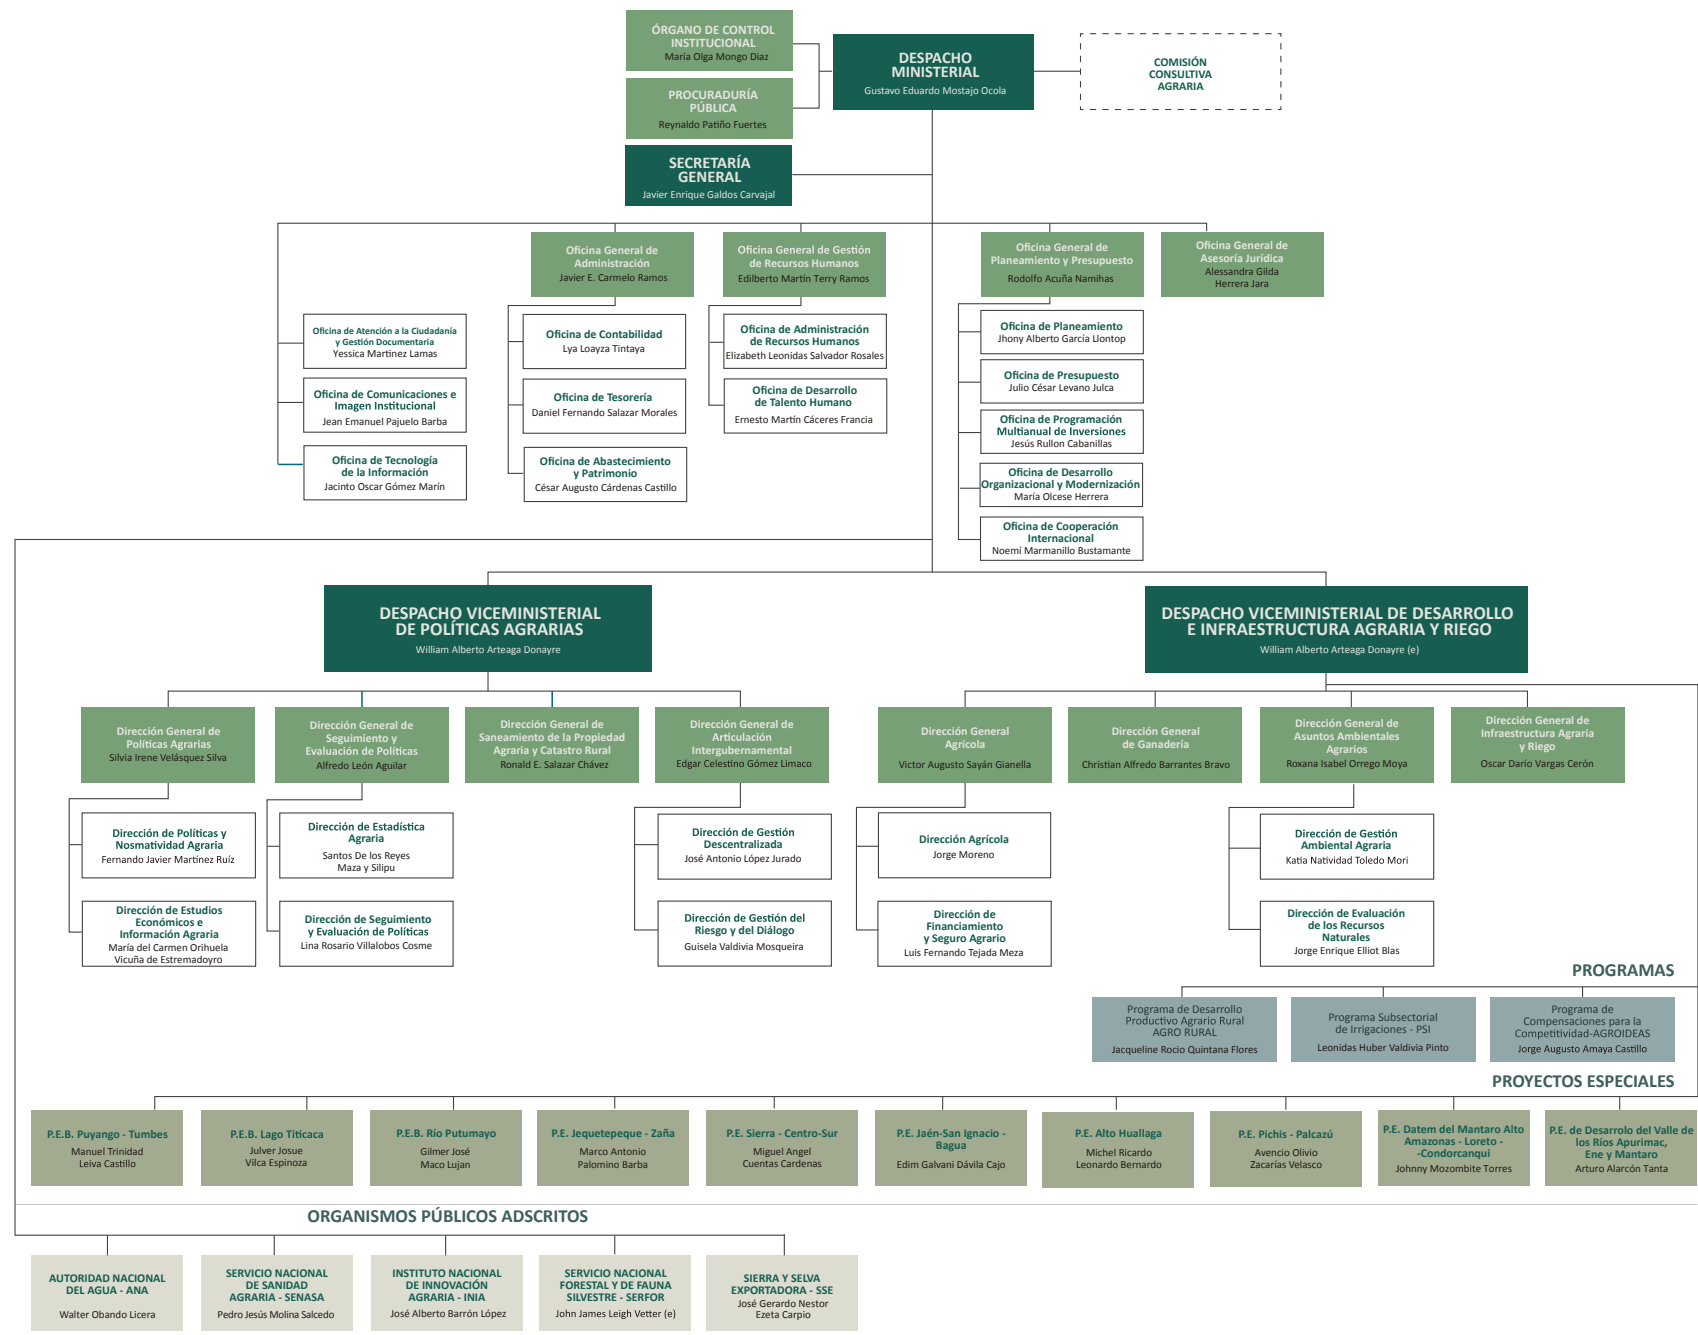 ÓRGANO DE CONTROL
INSTITUCIONAL
María Olga Mongo Diaz
DESPACHO
MINISTERIAL
Gustavo Eduardo Mostajo Ocola
COMISIÓN
CONSULTIVA
AGRARIA
PROCURADURÍA
PÚBLICA
Reynaldo Patiño Fuertes
SECRETARÍA
GENERAL
Javier Enrique Galdos Carvajal
Oficina General de
Administración
Javier E. Carmelo Ramos
Oficina General de Gestión
de Recursos Humanos
Edilberto Martín Terry Ramos
Oficina General de
Planeamiento y Presupuesto
Rodolfo Acuña Namihas
Oficina General de
Asesoría Jurídica
Alessandra Gilda
Herrera Jara
Oficina de Atención a la Ciudadanía
y Gestión Documentaria
Yessica Martinez Lamas
Oficina de Comunicaciones e
Imagen Institucional
Jean Emanuel Pajuelo Barba
Oficina de Tecnología
de la Información
Jacinto Oscar Gómez Marín
Oficina de Contabilidad
Lya Loayza Tintaya
Oficina de Tesorería
Daniel Fernando Salazar Morales
Oficina de Abastecimiento
y Patrimonio
César Augusto Cárdenas Castillo
Oficina de Administración
de Recursos Humanos
Elizabeth Leonidas Salvador Rosales
Oficina de Desarrollo
de Talento Humano
Ernesto Martín Cáceres Francia
Oficina de Planeamiento
Jhony Alberto García Llontop
Oficina de Presupuesto
Julio César Levano Julca
Oficina de Programación
Multianual de Inversiones
Jesús Rullon Cabanillas
Oficina de Desarrollo
Organizacional y Modernización
María Olcese Herrera
Oficina de Cooperación
Internacional
Noemí Marmanillo Bustamante
DESPACHO VICEMINISTERIAL
DE POLÍTICAS AGRARIAS
William Alberto Arteaga Donayre
DESPACHO VICEMINISTERIAL DE DESARROLLO
E INFRAESTRUCTURA AGRARIA Y RIEGO
William Alberto Arteaga Donayre (e)
Dirección General de
Políticas Agrarias
Silvia Irene Velásquez Silva
Dirección General de
Seguimiento y
Evaluación de Políticas
Alfredo León Aguilar
Dirección General de
Saneamiento de la Propiedad
Agraria y Catastro Rural
Ronald E. Salazar Chávez
Dirección General de
Articulación
Intergubernamental
Edgar Celestino Gómez Limaco
Dirección General
Agrícola
Victor Augusto Sayán Gianella
Dirección General
de Ganadería
Christian Alfredo Barrantes Bravo
Dirección General de
Asuntos Ambientales
Agrarios
Roxana Isabel Orrego Moya
Dirección General de
Infraestructura Agraria
y Riego
Oscar Darío Vargas Cerón
Dirección de Políticas y
Nosmatividad Agraria
Fernando Javier Martínez Ruíz
Dirección de Estadística
Agraria
Santos De los Reyes
Maza y Silipu
Dirección de Gestión
Descentralizada
José Antonio López Jurado
Dirección Agrícola
Jorge Moreno
Dirección de Gestión
Ambiental Agraria
Katia Natividad Toledo Mori
Dirección de Estudios
Económicos e
Información Agraria
María del Carmen Orihuela
Vicuña de Estremadoyro
Dirección de Seguimiento
y Evaluación de Políticas
Lina Rosario Villalobos Cosme
Dirección de Gestión del
Riesgo y del Diálogo
Guisela Valdivia Mosqueira
Dirección de
Financiamiento
y Seguro Agrario
Luis Fernando Tejada Meza
Dirección de Evaluación
de los Recursos
Naturales
Jorge Enrique Elliot Blas
PROGRAMAS
Programa de Desarrollo
Productivo Agrario Rural
AGRO RURAL
Jacqueline Rocio Quintana Flores
Programa Subsectorial
de Irrigaciones - PSI
Leonidas Huber Valdivia Pinto
Programa de
Compensaciones para la
Competividad-AGROIDEAS
Jorge Augusto Amaya Castillo
PROYECTOS ESPECIALES
P.E.B. Puyango - Tumbes
Manuel Trinidad
Leiva Castillo
P.E.B. Lago Titicaca
Julver Josue
Vilca Espinoza
P.E.B. Río Putumayo
Gilmer José
Maco Lujan
P.E. Jequetepeque - Zaña
Marco Antonio
Palomino Barba
P.E. Sierra - Centro-Sur
Miguel Angel
Cuentas Cardenas
P.E. Jaén-San Ignacio -
Bagua
Edim Galvani Dávila Cajo
P.E. Alto Huallaga
Michel Ricardo
Leonardo Bernardo
P.E. Pichis - Palcazú
Avencio Olivio
Zacarías Velasco
P.E. Datem del Mantaro Alto
Amazonas - Loreto -
-Condorcanqui
Johnny Mozombite Torres
P.E. de Desarrolo del Valle de
los Ríos Apurimac,
Ene y Mantaro
Arturo Alarcón Tanta
ORGANISMOS PÚBLICOS ADSCRITOS
AUTORIDAD NACIONAL
DEL AGUA - ANA
Walter Obando Licera
SERVICIO NACIONAL
DE SANIDAD
AGRARIA - SENASA
Pedro Jesús Molina Salcedo
INSTITUTO NACIONAL
DE INNOVACIÓN
AGRARIA - INIA
José Alberto Barrón López
SERVICIO NACIONAL
FORESTAL Y DE FAUNA
SILVESTRE - SERFOR
John James Leigh Vetter (e)
SIERRA Y SELVA
EXPORTADORA - SSE
José Gerardo Nestor
Ezeta Carpio